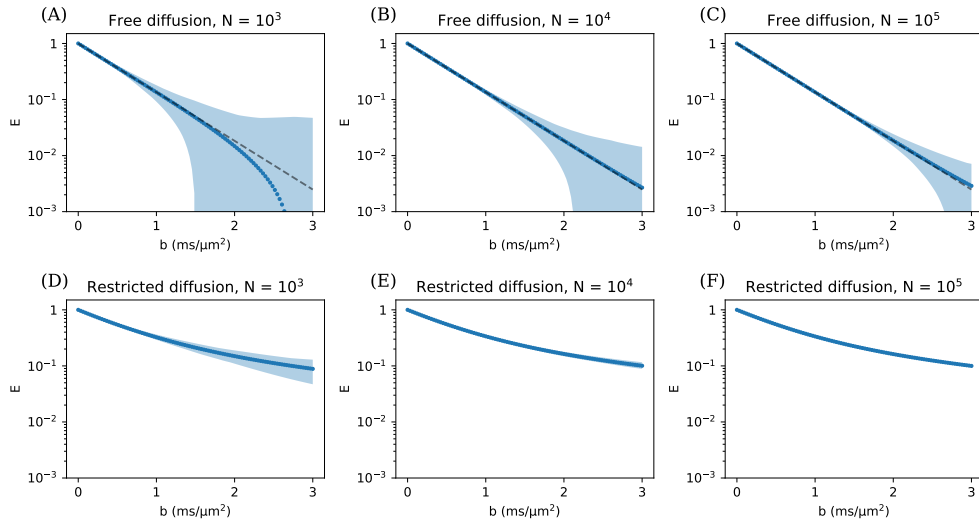 (A) Free diffusion, N = 10³
(B) Free diffusion, N = 10⁴
(C) Free diffusion, N = 10⁵
E
1
10⁻¹
10⁻²
10⁻³
0 1 2 3
b (ms/μm²)
E
1
10⁻¹
10⁻²
10⁻³
0 1 2 3
b (ms/μm²)
E
1
10⁻¹
10⁻²
10⁻³
0 1 2 3
b (ms/μm²)
(D) Restricted diffusion, N = 10³
(E) Restricted diffusion, N = 10⁴
(F) Restricted diffusion, N = 10⁵
E
1
10⁻¹
10⁻²
10⁻³
0 1 2 3
b (ms/μm²)
E
1
10⁻¹
10⁻²
10⁻³
0 1 2 3
b (ms/μm²)
E
1
10⁻¹
10⁻²
10⁻³
0 1 2 3
b (ms/μm²)